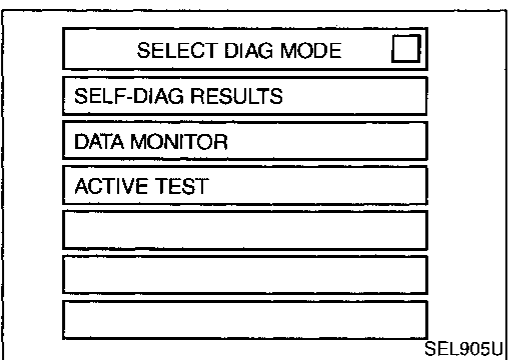 SELECT DIAG MODE
SELF-DIAG RESULTS
DATA MONITOR
ACTIVE TEST
SEL905U